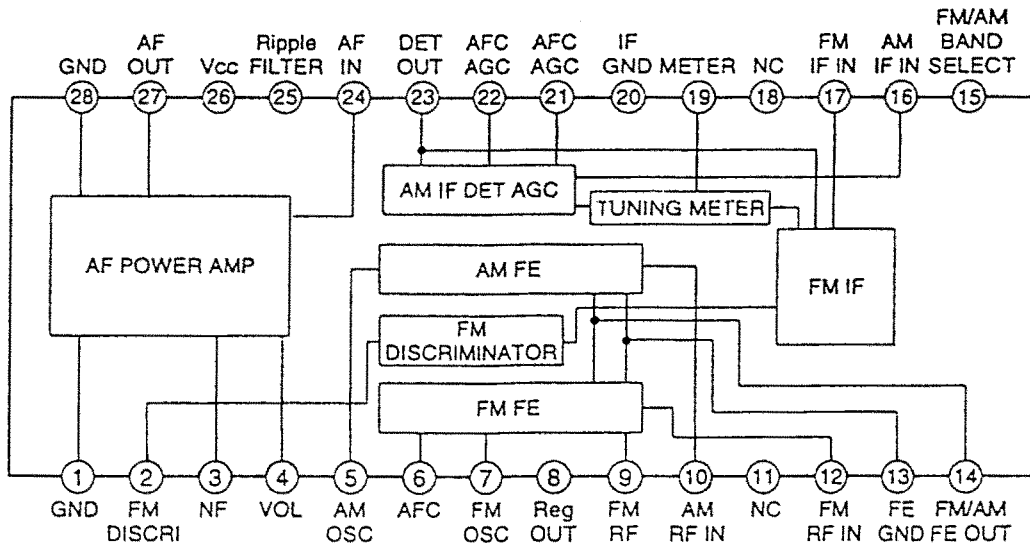 GND
AF OUT
Vcc
Ripple FILTER
AF IN
DET OUT
AFC AGC
AFC AGC
IF GND
METER
NC
FM IF IN
AM IF IN
FM/AM BAND SELECT
28 27 26 25 24 23 22 21 20 19 18 17 16 15
AM IF DET AGC
TUNING METER
AF POWER AMP
AM FE
FM IF
FM DISCRIMINATOR
FM FE
1 2 3 4 5 6 7 8 9 10 11 12 13 14
GND
FM DISCRI
NF
VOL
AM OSC
AFC
FM OSC
Reg OUT
FM RF
AM RF IN
NC
FM RF IN
FE GND
FM/AM FE OUT